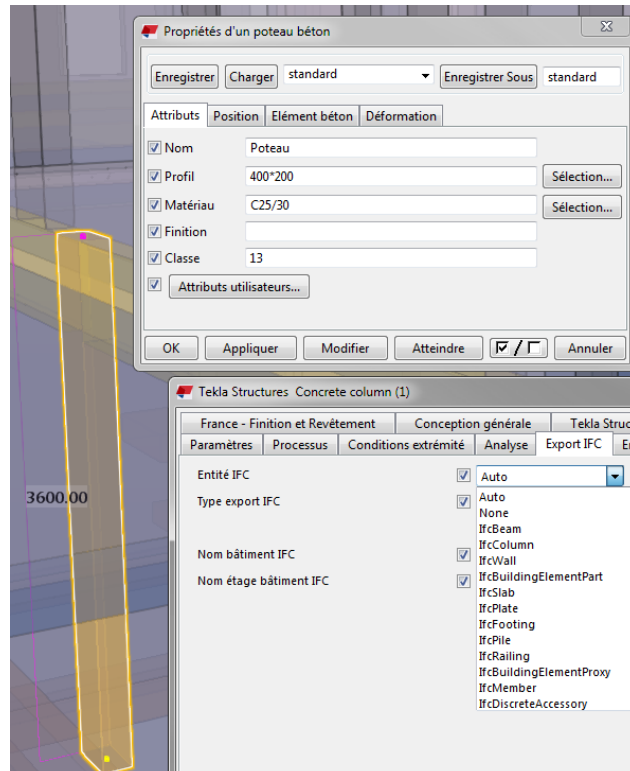 Propriétés d'un poteau béton
Enregistrer Charger standard Enregistrer Sous standard
Attributs Position Elément béton Déformation
Nom Poteau
Profil 400*200 Sélection...
Matériau C25/30 Sélection...
Finition
Classe 13
Attributs utilisateurs...
OK Appliquer Modifier Atteindre / Annuler
Tekla Structures Concrete column (1)
France - Finition et Revêtement Conception générale Tekla Struc
Paramètres Processus Conditions extrémité Analyse Export IFC
Entité IFC Auto
Type export IFC Auto
None
IfcBeam
IfcColumn
Nom bâtiment IFC IfcWall
Nom étage bâtiment IFC IfcBuildingElementPart
IfcSlab
IfcPlate
IfcFooting
IfcPile
IfcRailing
IfcBuildingElementProxy
IfcMember
IfcDiscreteAccessory
3600.00